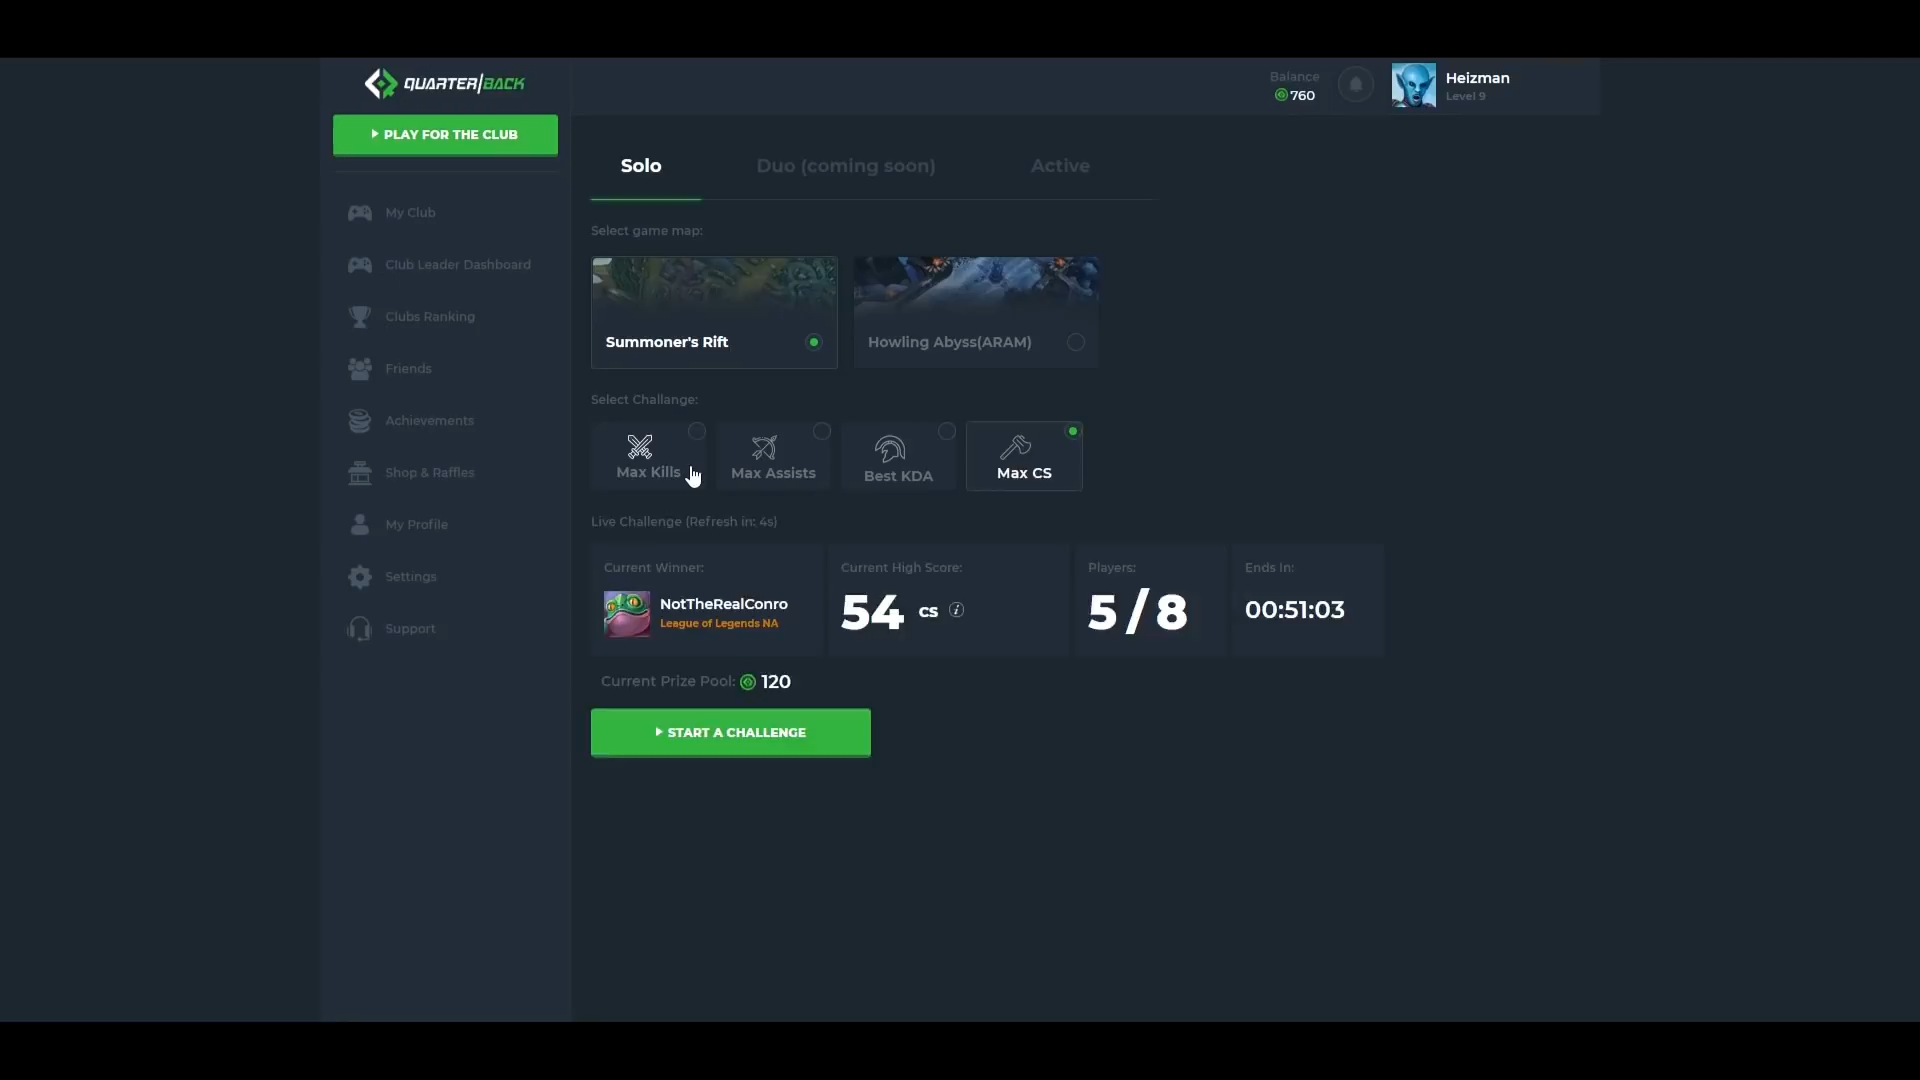 QUARTER|BACK
PLAY FOR THE CLUB
My Club
Club Leader Dashboard
Clubs Ranking
Friends
Achievements
Shop & Raffles
My Profile
Settings
Support
Balance
760
Heizman
Level 9
Solo
Duo (coming soon)
Active
Select game map:
Summoner's Rift
Howling Abyss(ARAM)
Select Challange:
Max Kills
Max Assists
Best KDA
Max CS
Live Challenge (Refresh in: 4s)
Current Winner:
NotTheRealConro
League of Legends NA
Current High Score:
54 cs i
Players:
5 / 8
Ends In:
00:51:03
Current Prize Pool: 120
START A CHALLENGE